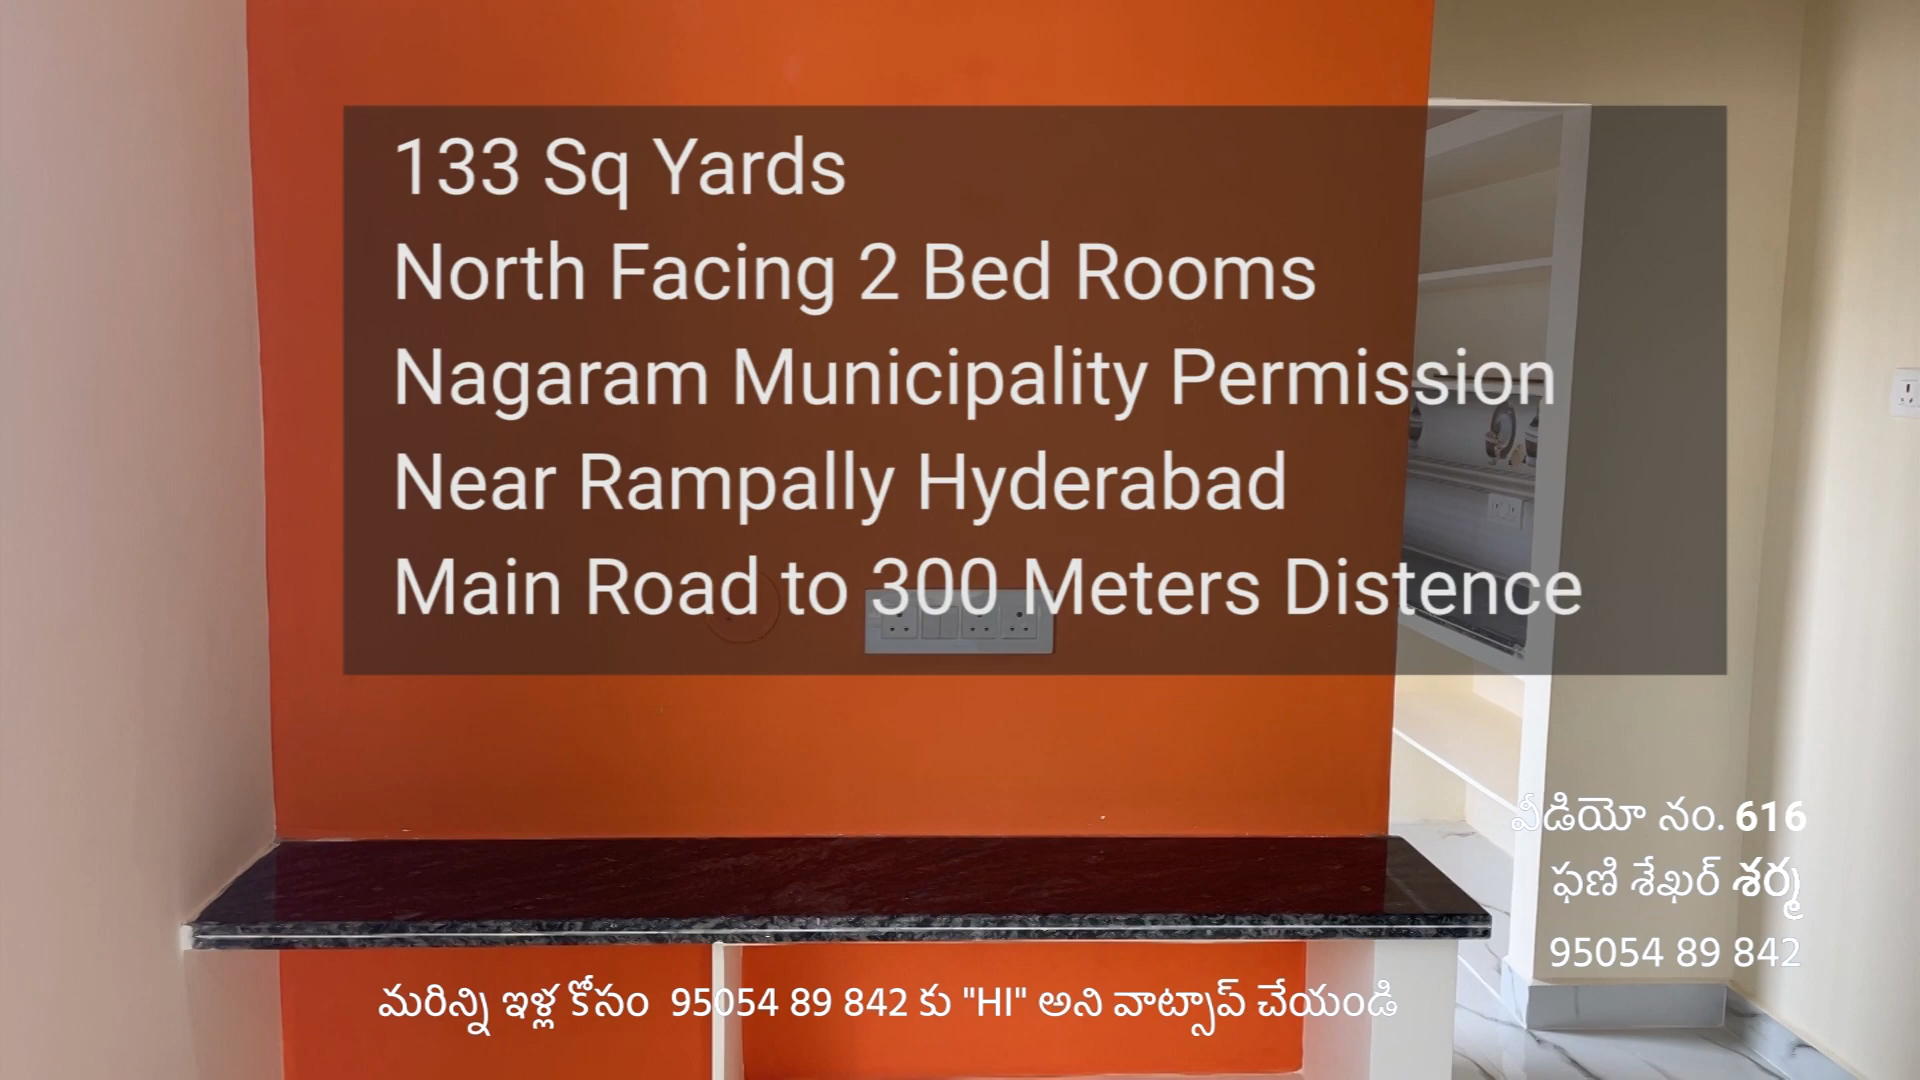 133 Sq Yards
North Facing 2 Bed Rooms
Nagaram Municipality Permission
Near Rampally Hyderabad
Main Road to 300 Meters Distence
వీడియో నం. 616
ఫణి శేఖర్ శర్మ
95054 89 842
మరిన్ని ఇళ్ల కోసం 95054 89 842 కు "HI" అని వాట్సాప్ చేయండి